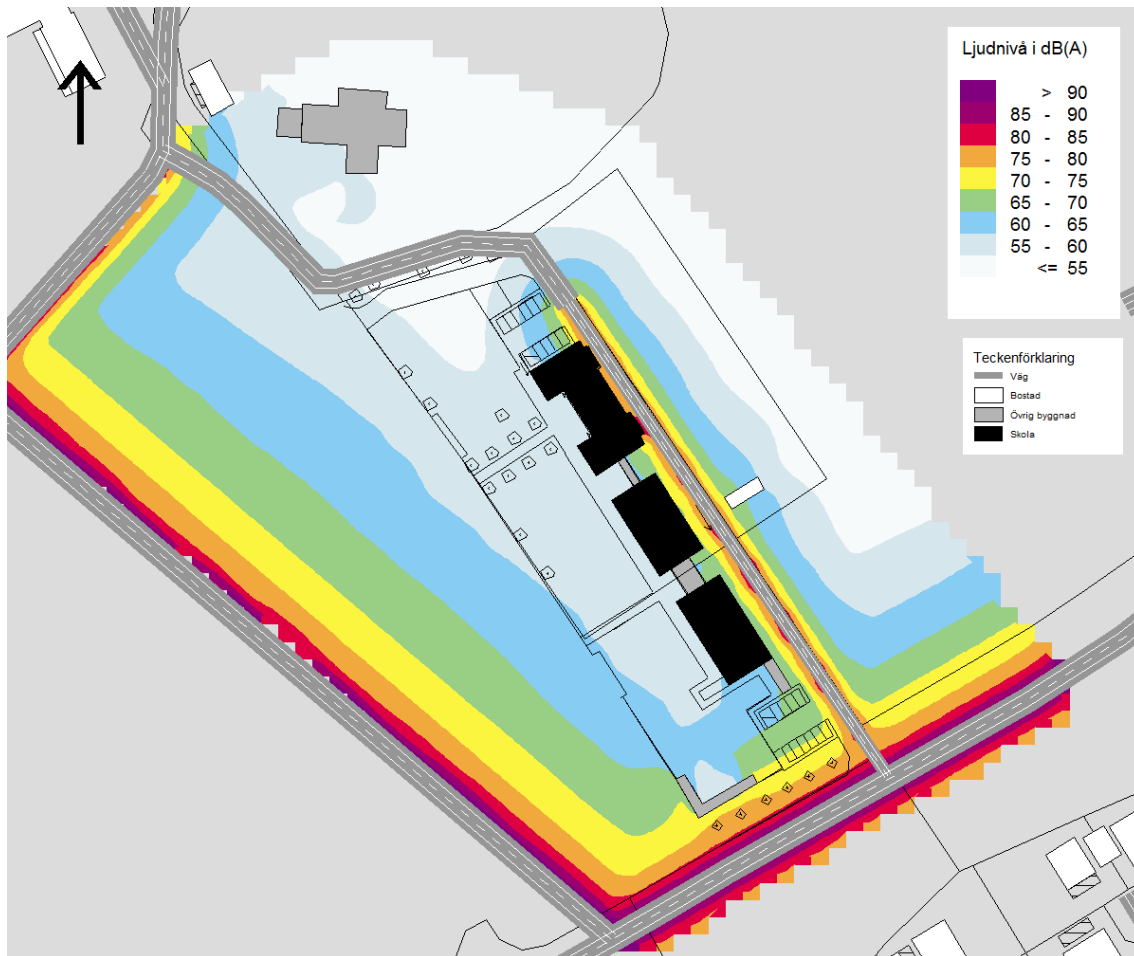 Ljudnivå i dB(A)
> 90
85 - 90
80 - 85
75 - 80
70 - 75
65 - 70
60 - 65
55 - 60
<= 55
Teckenförklaring
Väg
Bostad
Övrig byggnad
Skola